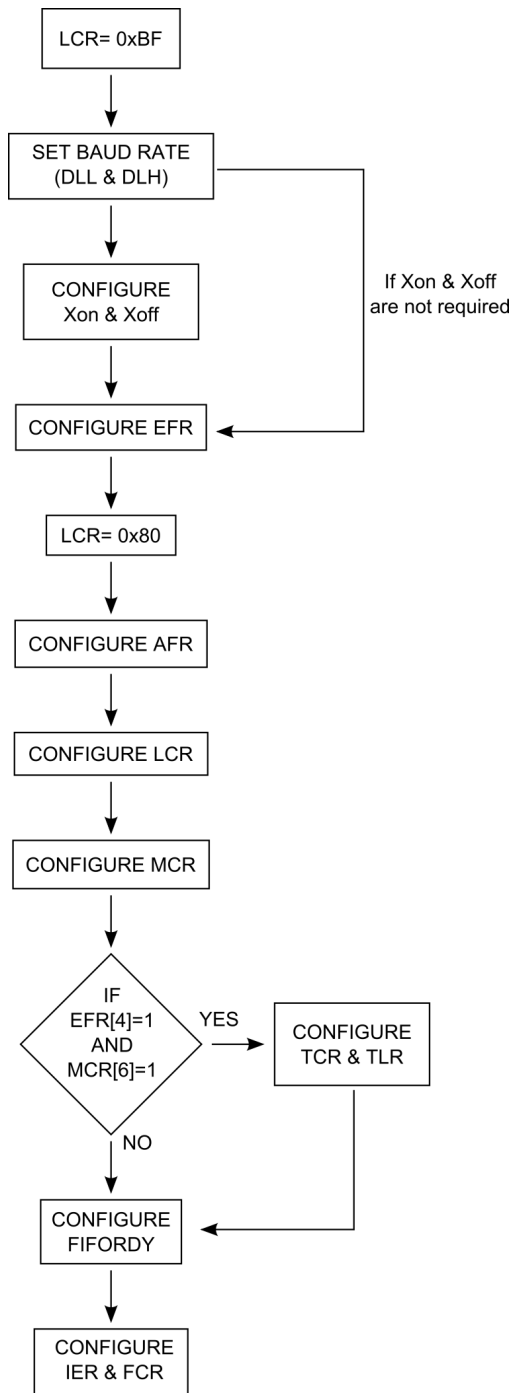 LCR= 0xBF
SET BAUD RATE
(DLL & DLH)
If Xon & Xoff
are not required
CONFIGURE
Xon & Xoff
CONFIGURE EFR
LCR= 0x80
CONFIGURE AFR
CONFIGURE LCR
CONFIGURE MCR
IF
EFR[4]=1
AND
MCR[6]=1
YES
CONFIGURE
TCR & TLR
NO
CONFIGURE
FIFORDY
CONFIGURE
IER & FCR